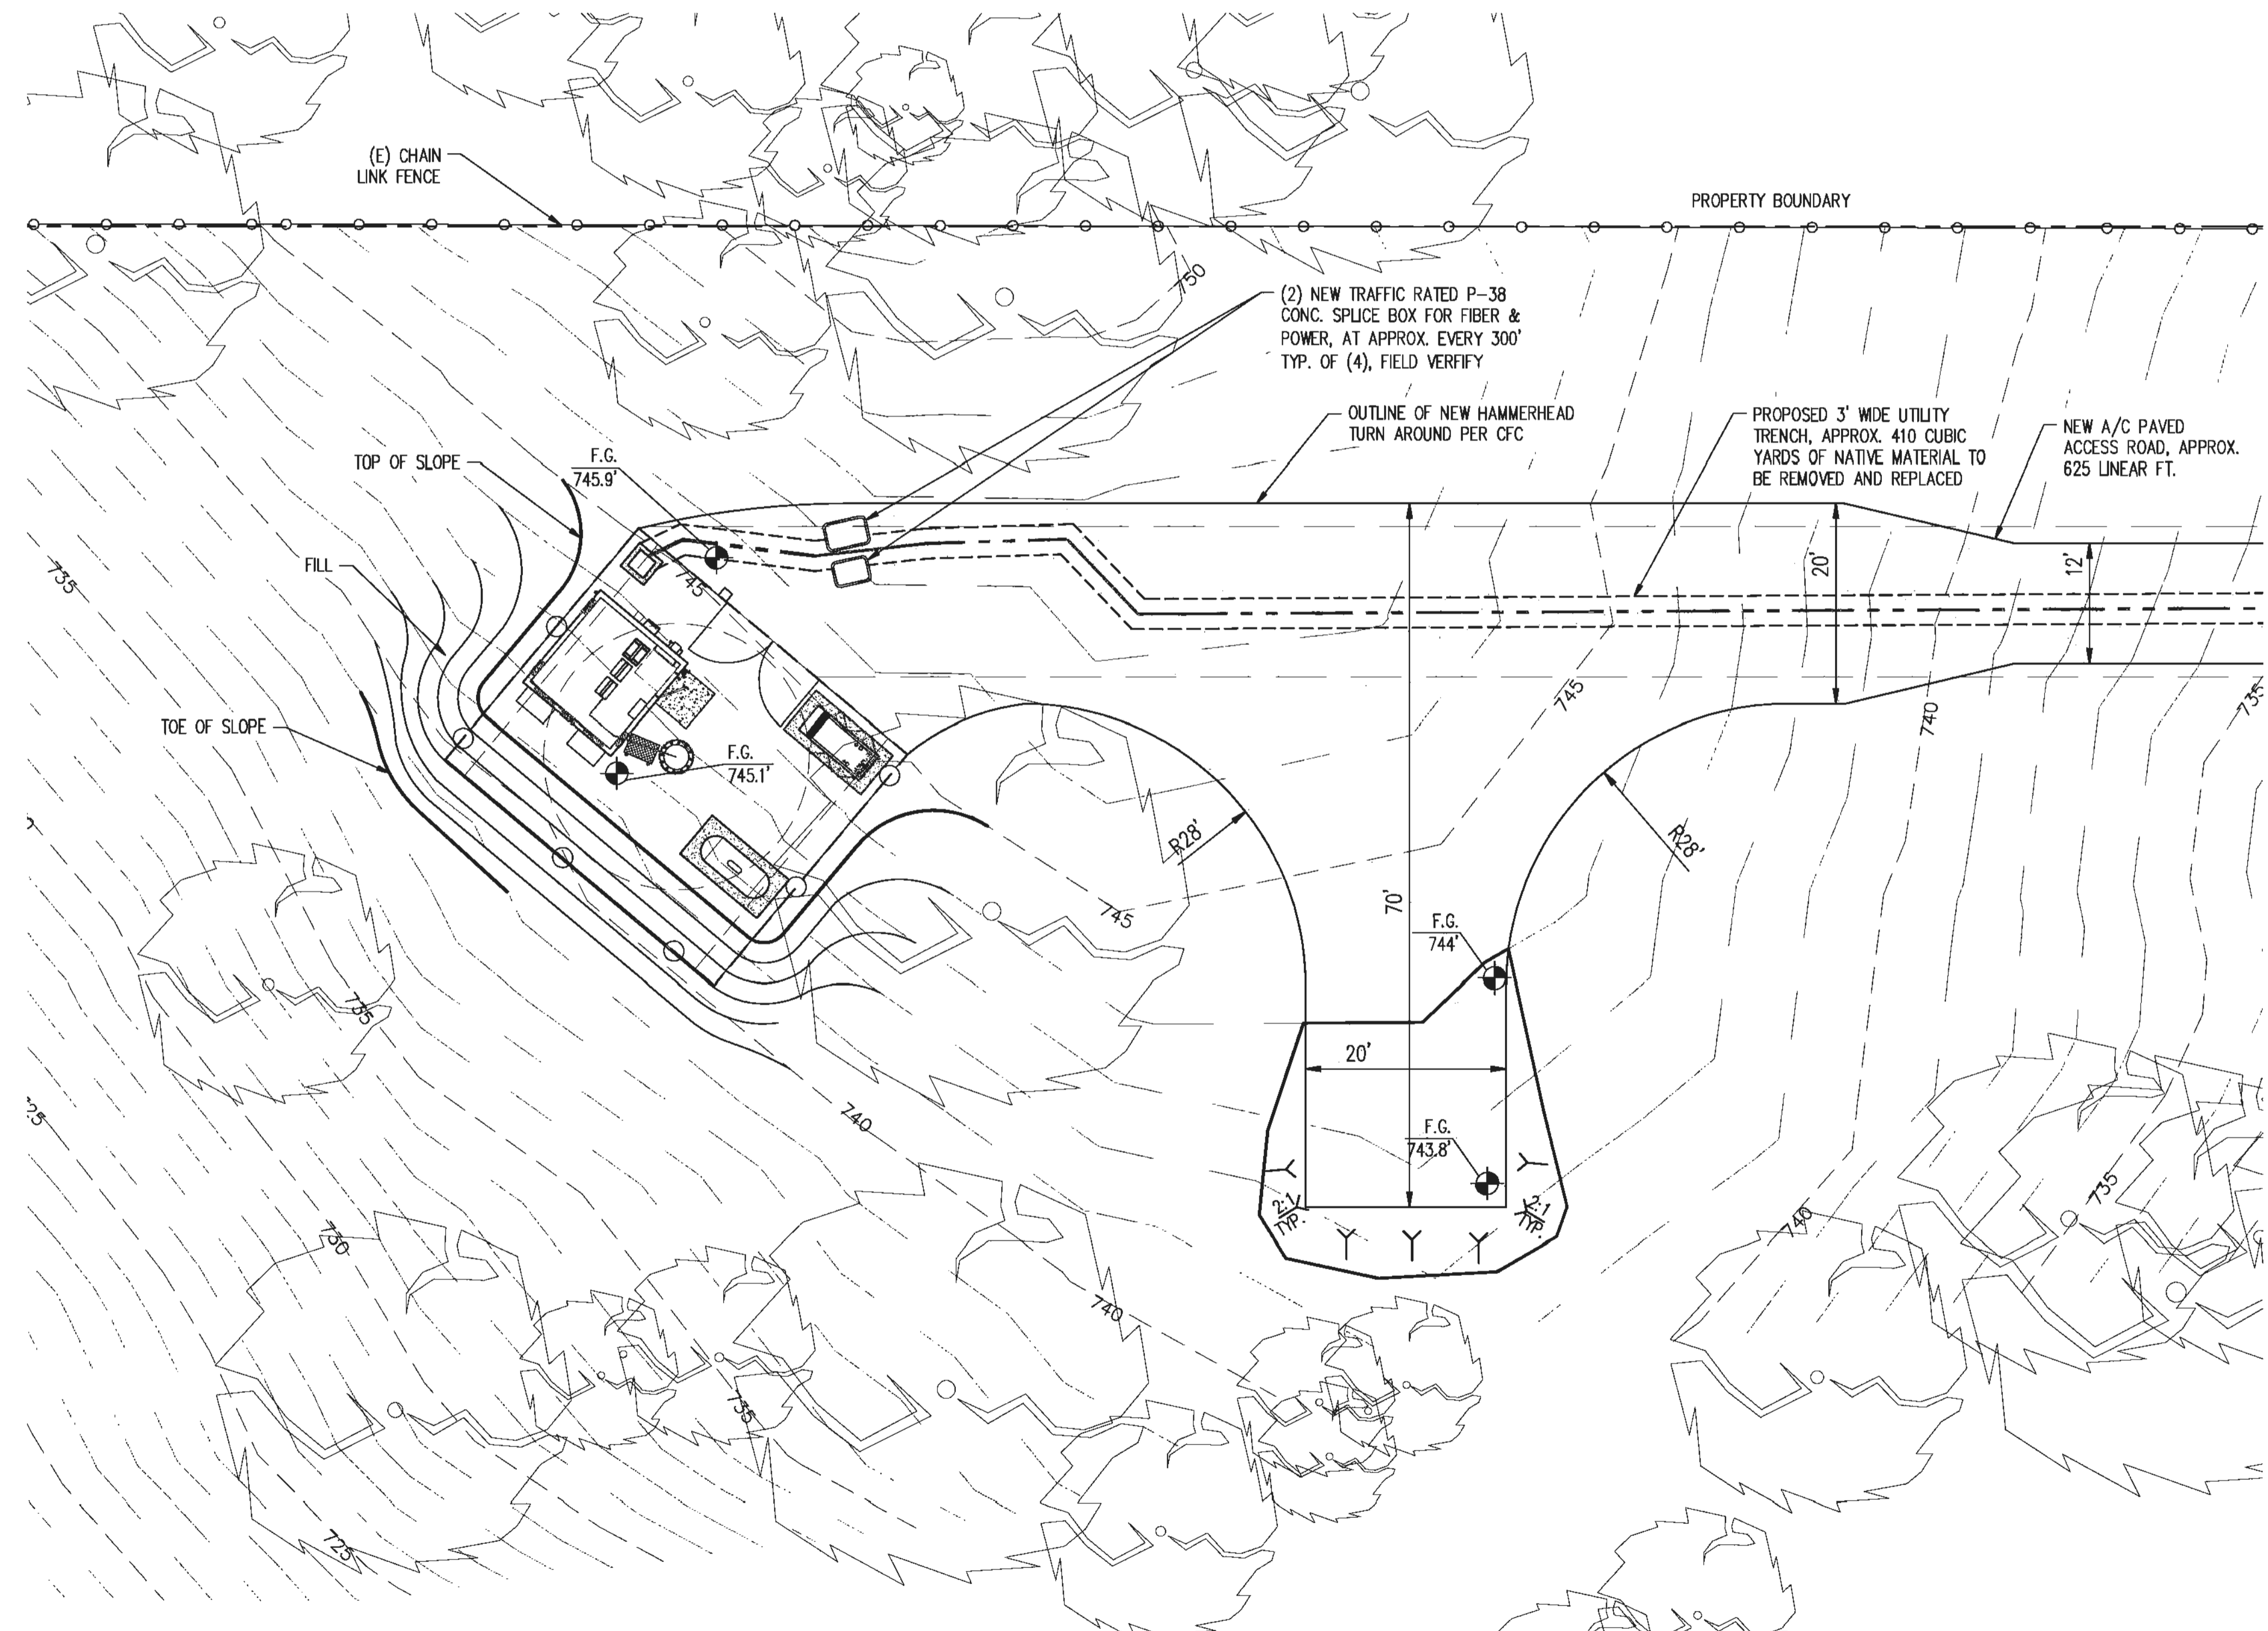 (E) CHAIN
LINK FENCE
PROPERTY BOUNDARY
750
(2) NEW TRAFFIC RATED P-38
CONC. SPLICE BOX FOR FIBER &
POWER, AT APPROX. EVERY 300'
TYP. OF (4), FIELD VERFIFY
OUTLINE OF NEW HAMMERHEAD
TURN AROUND PER CFC
PROPOSED 3' WIDE UTILITY
TRENCH, APPROX. 410 CUBIC
YARDS OF NATIVE MATERIAL TO
BE REMOVED AND REPLACED
NEW A/C PAVED
ACCESS ROAD, APPROX.
625 LINEAR FT.
TOP OF SLOPE
F.G.
745.9'
FILL
735
745
20'
12'
745
740
735
TOE OF SLOPE
F.G.
745.1'
R28'
R28'
70'
745
F.G.
744'
735
20'
740
F.G.
743.8'
25
2:1
TYP.
2:1
TYP.
740
735
730
740
735
725